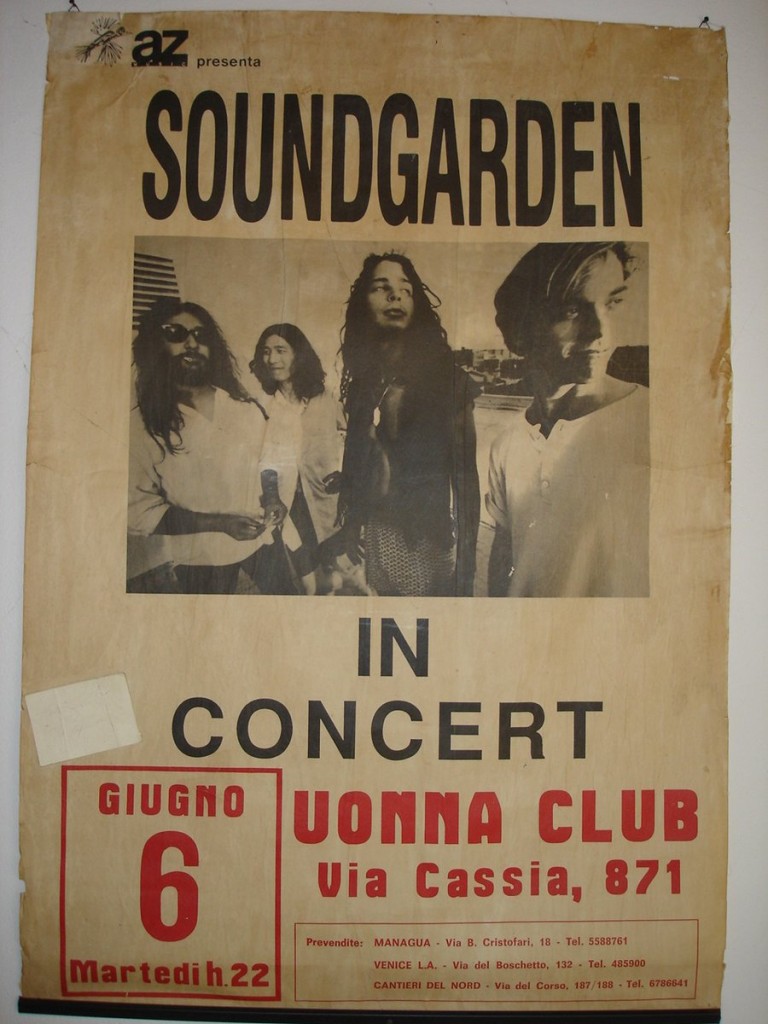 az presenta
SOUNDGARDEN
IN
CONCERT
GIUGNO
6
Martedi h.22
UONNA CLUB
Via Cassia, 871
Prevendite: MANAGUA - Via B. Cristofari, 18 - Tel. 5588761
VENICE L.A. - Via del Boschetto, 132 - Tel. 485900
CANTIERI DEL NORD - Via del Corso, 187/188 - Tel. 6786641